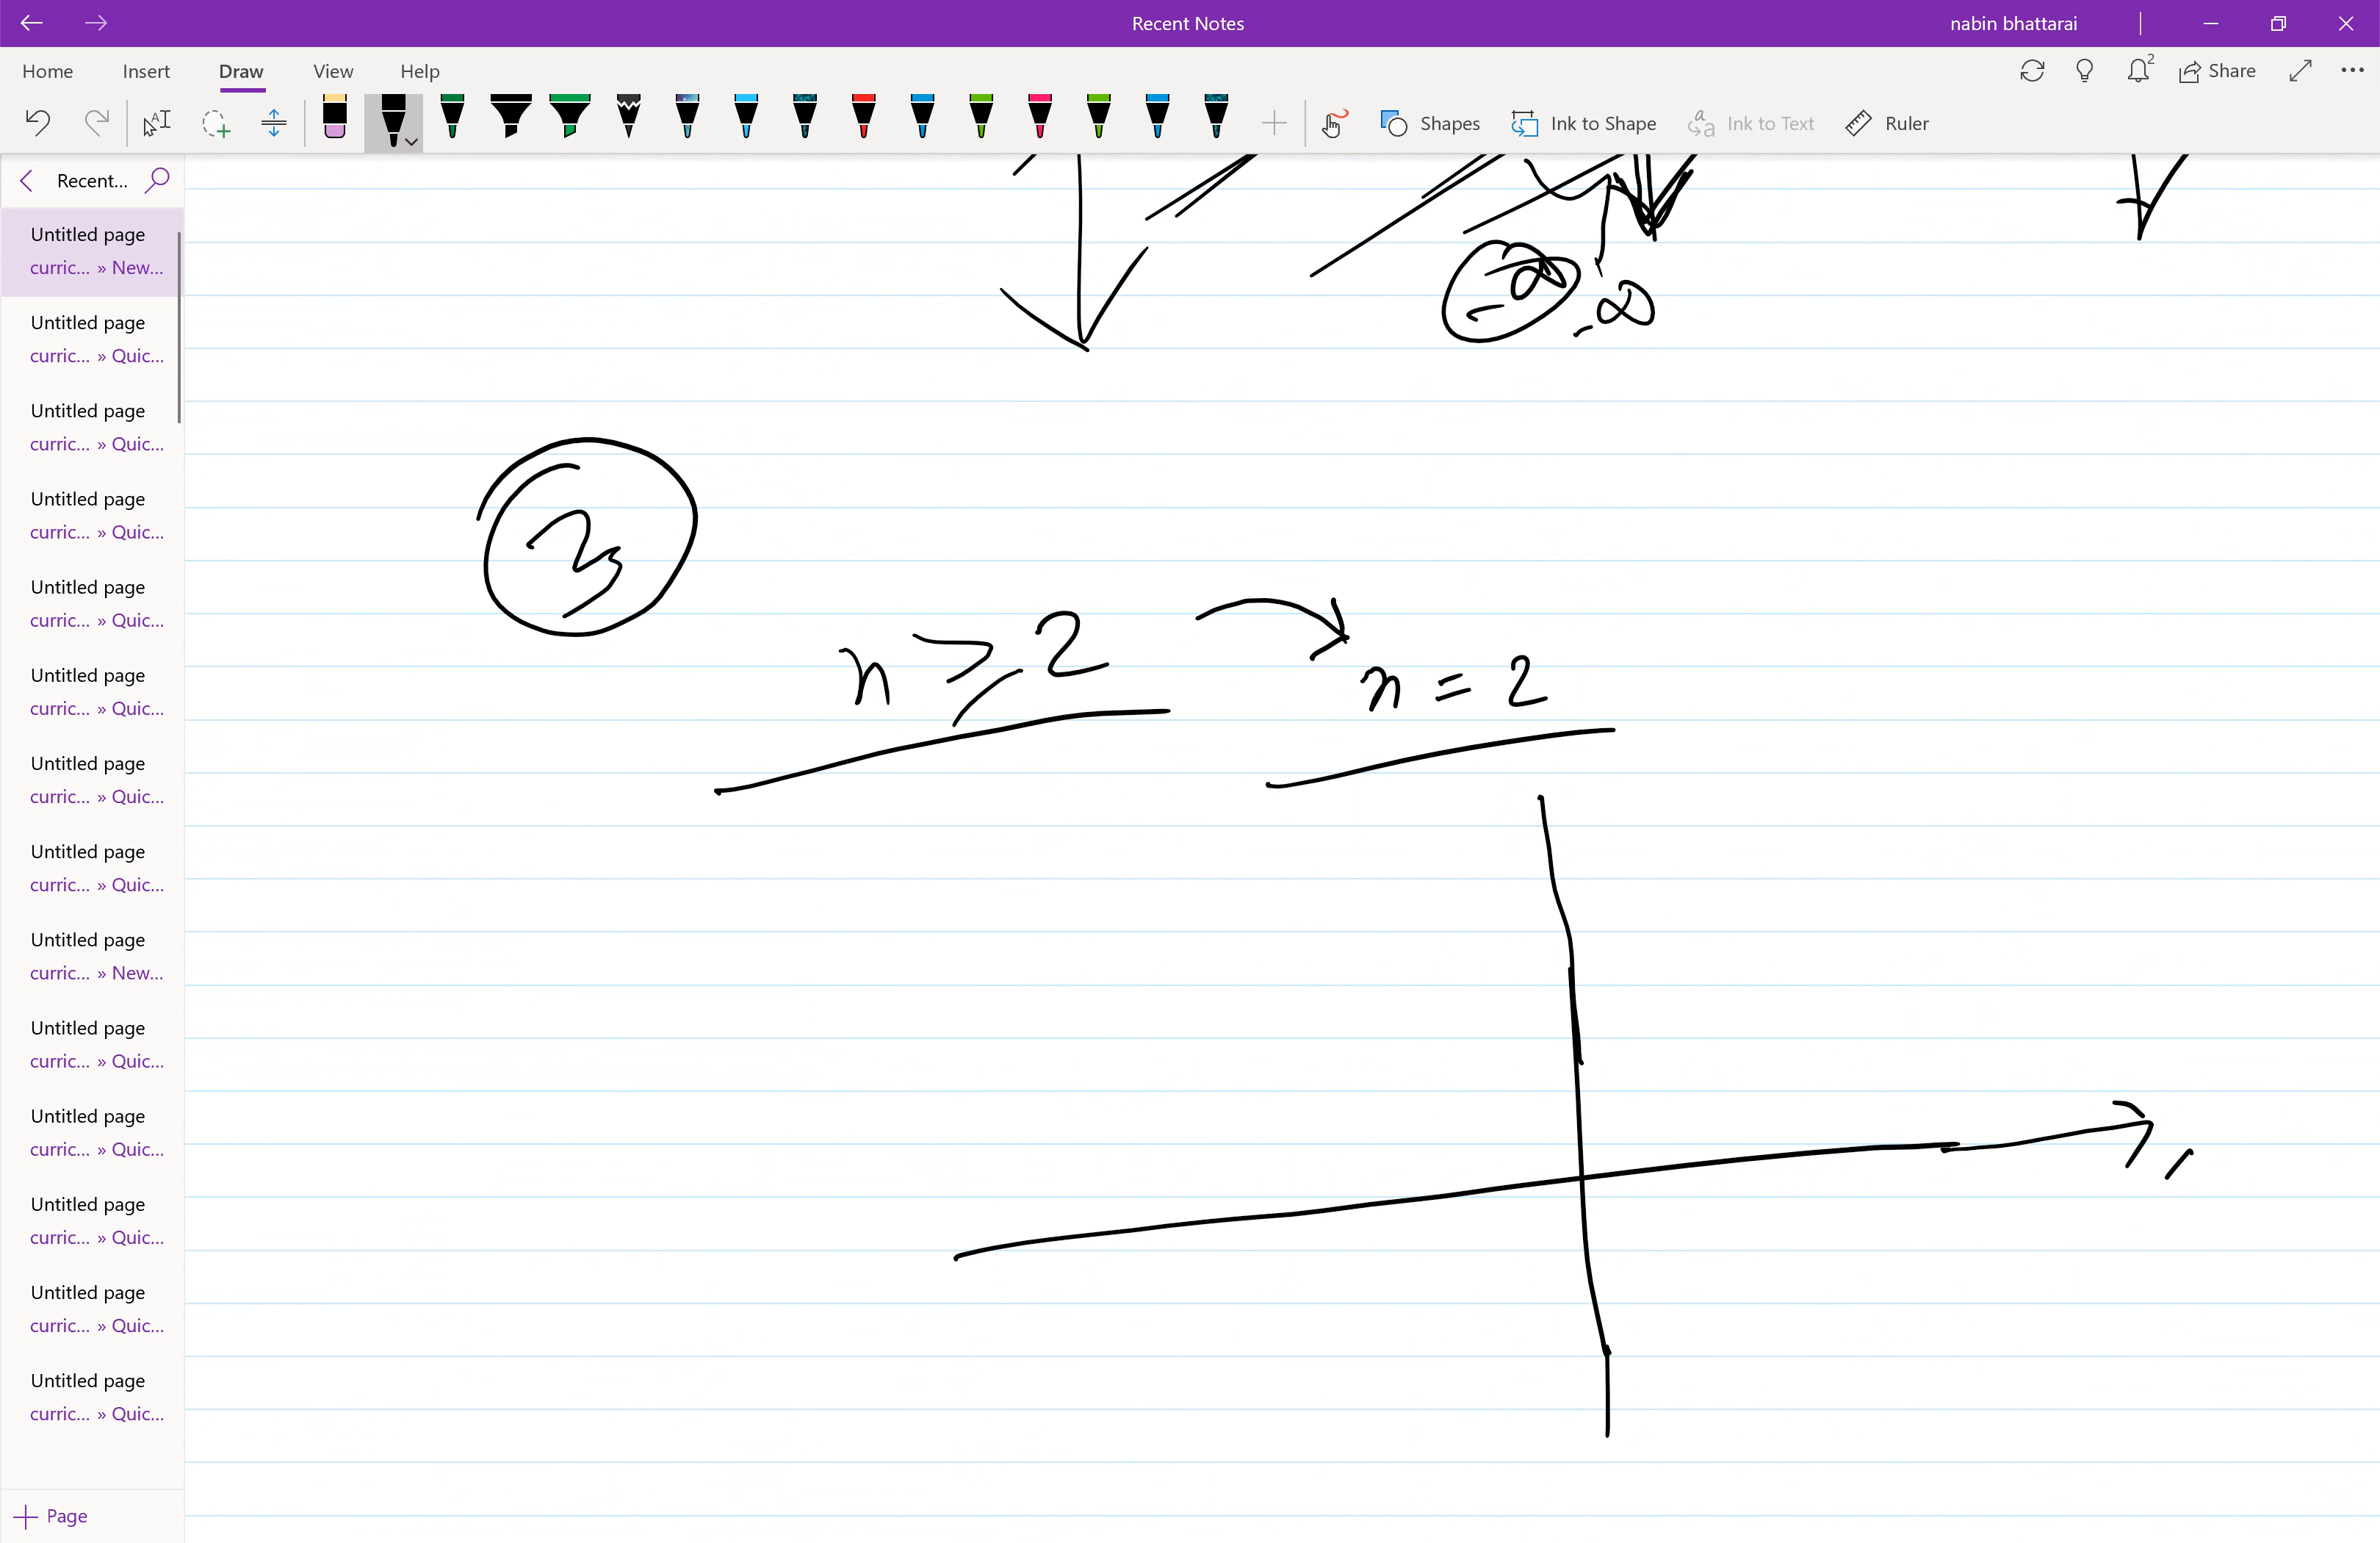 Recent Notes
nabin bhattarai
Home Insert Draw View Help
2 Share
Shapes Ink to Shape Ink to Text Ruler
Recent...
Untitled page
curric... » New...
Untitled page
curric... » Quic...
Untitled page
curric... » Quic...
Untitled page
curric... » Quic...
Untitled page
curric... » Quic...
Untitled page
curric... » Quic...
Untitled page
curric... » Quic...
Untitled page
curric... » Quic...
Untitled page
curric... » New...
Untitled page
curric... » Quic...
Untitled page
curric... » Quic...
Untitled page
curric... » Quic...
Untitled page
curric... » Quic...
Untitled page
curric... » Quic...
+ Page
-∞
3
x ≥ 2
x = 2